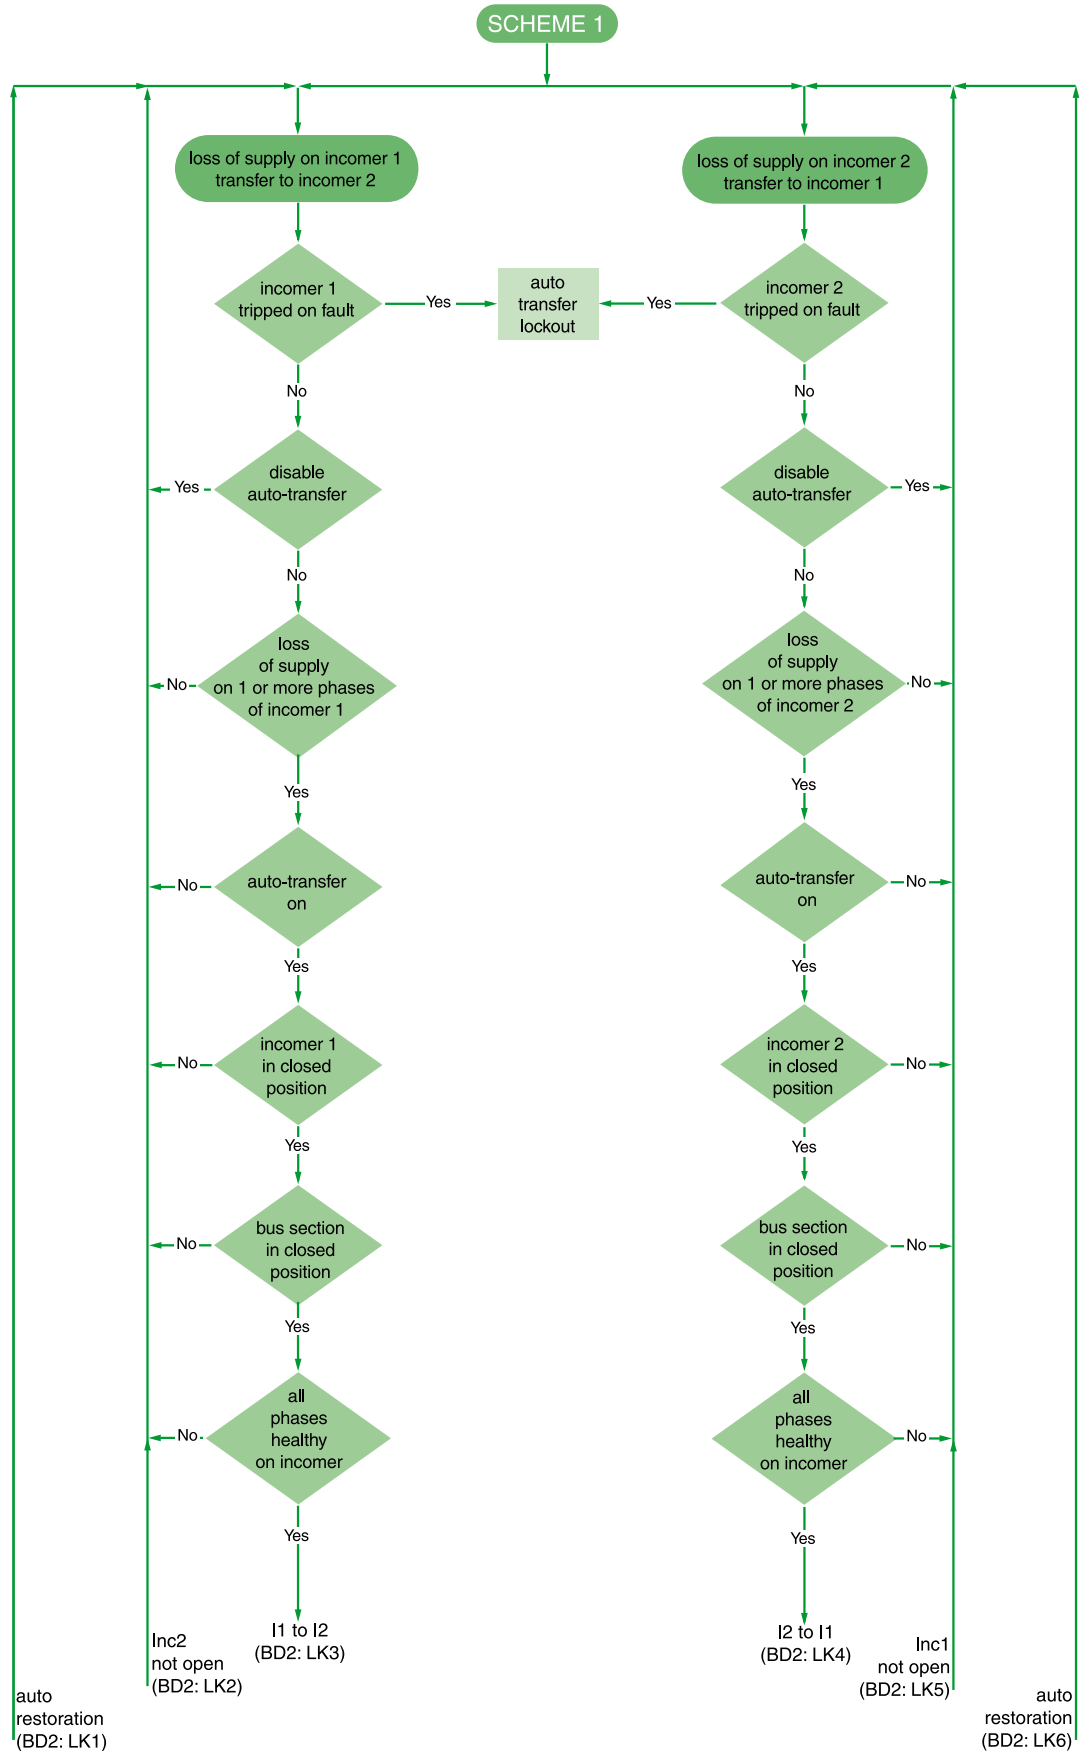 SCHEME 1
loss of supply on incomer 1
transfer to incomer 2
loss of supply on incomer 2
transfer to incomer 1
incomer 1
tripped on fault
Yes
auto
transfer
lockout
Yes
incomer 2
tripped on fault
No
No
disable
auto-transfer
Yes
disable
auto-transfer
Yes
No
No
loss
of supply
on 1 or more phases
of incomer 1
No
loss
of supply
on 1 or more phases
of incomer 2
No
Yes
Yes
auto-transfer
on
No
auto-transfer
on
No
Yes
Yes
incomer 1
in closed
position
No
incomer 2
in closed
position
No
Yes
Yes
bus section
in closed
position
No
bus section
in closed
position
No
Yes
Yes
all
phases
healthy
on incomer
No
all
phases
healthy
on incomer
No
Yes
Yes
I1 to I2
(BD2: LK3)
I2 to I1
(BD2: LK4)
Inc2
not open
(BD2: LK2)
Inc1
not open
(BD2: LK5)
auto
restoration
(BD2: LK1)
auto
restoration
(BD2: LK6)